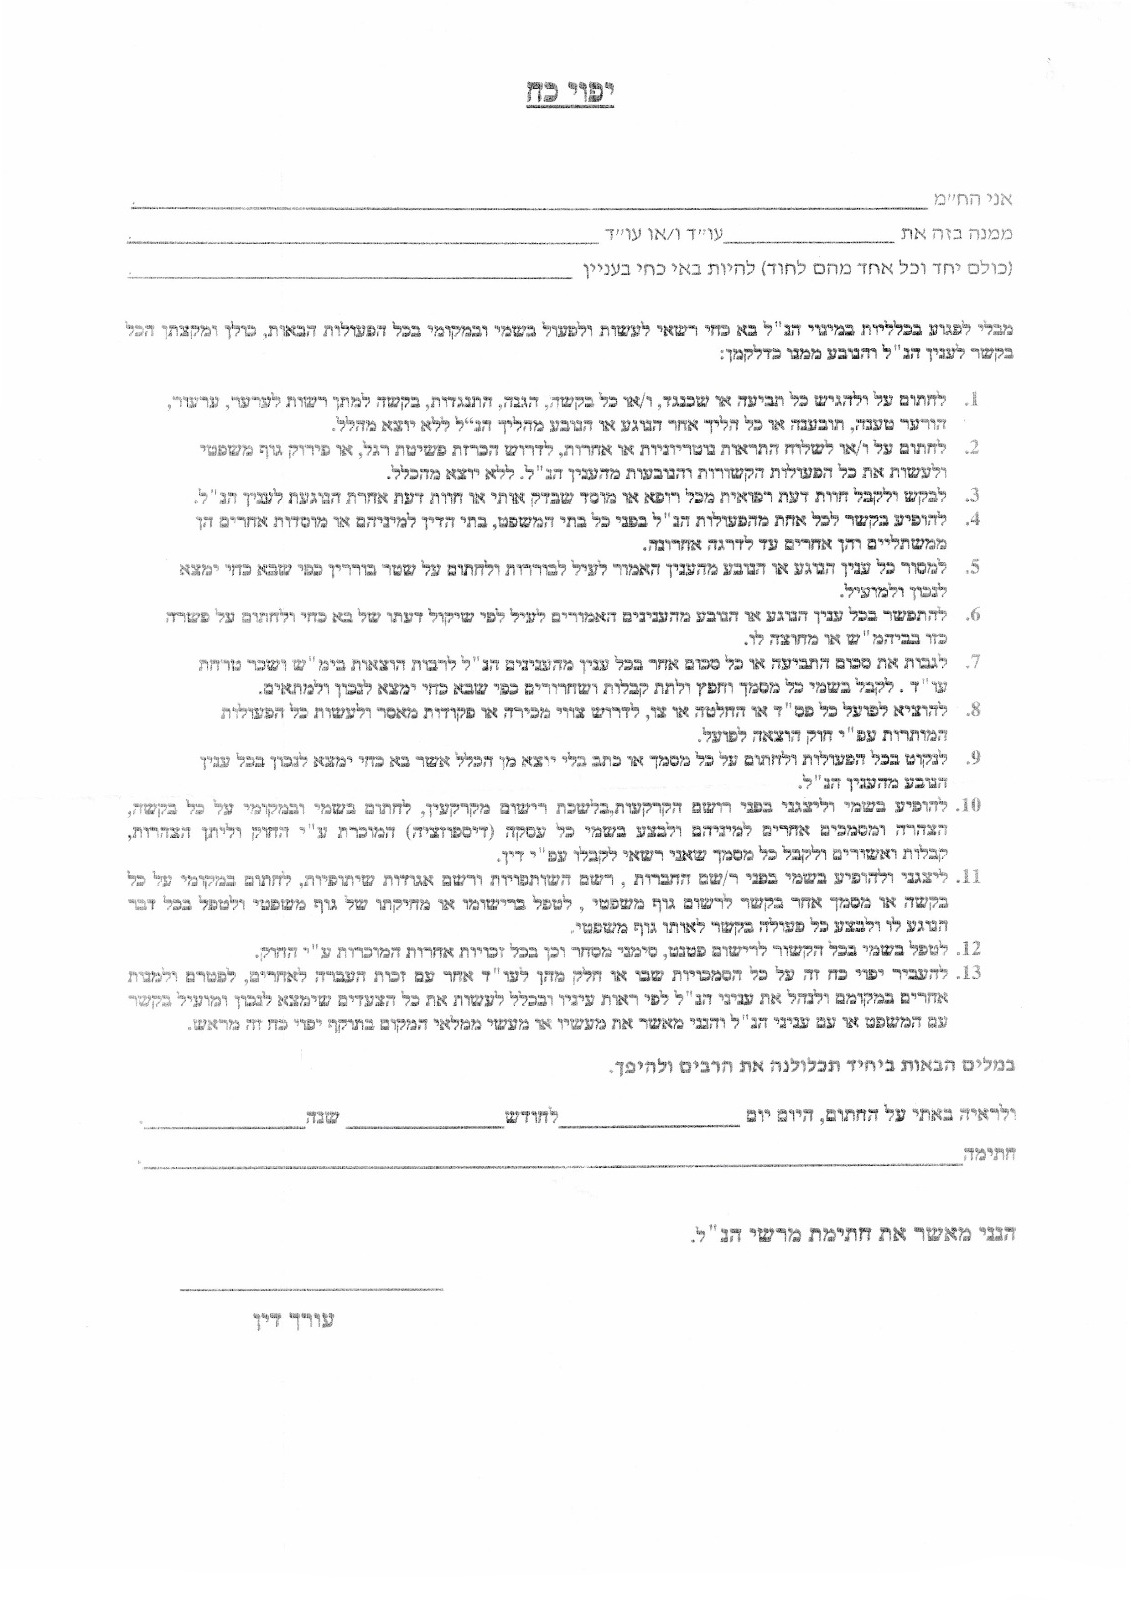 יפוי כח
אני הח״מ
ממנה בזה את עו״ד ו/או עו״ד
(כולם יחד וכל אחד מהם לחוד) להיות באי כחי בעניין
מבלי לפגוע בכלליות במינוי הנ"ל בא כחי רשאי לעשות ולפעול בשמי ובמקומי בכל הפעולות הבאות, כולן ומקצתן הכל
בקשר לענין הנ"ל והנובע ממנו כדלקמן:
1. לחתום על ולהגיש כל תביעה או שכנגד, ו/או כל בקשה, הגנה, התנגדות, בקשה למתן רשות לערער, ערעור,
הודעה טענה, תובענה או כל הליך אחר הנוגע או הנובע מהליך הנ"ל ללא יוצא מהלל.
2. לחתום על ו/או לשלוח התראות נוטריוניות או אחרות, לדרוש הכרזת פשיטת רגל, או פירוק גוף משפטי
ולעשות את כל הפעולות הקשורות והנובעות מהענין הנ"ל. ללא יוצא מהכלל.
3. לבקש ולקבל חוות דעת רפואית מכל רופא או מוסד שבדק אותי או חוות דעת אחרת הנוגעת לענין הנ"ל.
4. להופיע בקשר לכל אחת מהפעולות הנ"ל בפני כל בתי המשפט, בתי הדין למיניהם או מוסדות אחרים הן
ממשתליים והן אחרים עד לדרגה אחרונה.
5. למסור כל ענין הנוגע או הנובע מהענין האמור לעיל לבוררות ולחתום על שטר בוררין כפי שבא כחי ימצא
לנכון ולמועיל.
6. להתפשר בכל ענין הנוגע או הנובע מהענינים האמורים לעיל לפי שיקול דעתו של בא כחי ולחתום על פשרה
כזו בביהמ"ש או מחוצה לו.
7. לגבות את סכום התביעה או כל סכום אחר בכל ענין מהענינים הנ"ל לרבות הוצאות בימ"ש ושכר טרחת
עו"ד . לקבל בשמי כל מסמך וחפץ ולתת קבלות ושחרורים כפי שבא כחי ימצא לנכון ולמתאים.
8. להוציא לפועל כל פס"ד או החלטה או צו, לדרוש צווי מכירה או פקודות מאסר ולעשות כל הפעולות
המותרות עפ"י חוק הוצאה לפועל.
9. לנקוט בכל הפעולות ולחתום על כל מסמך או כתב בלי יוצא מן הכלל אשר בא כחי ימצא לנכון בכל ענין
הנובע מהענין הנ"ל.
10. להופיע בשמי וליצגני בפני רושם הקרקעות,בלשכת רישום מקרקעין, לחתום בשמי ובמקומי על כל בקשה,
הצהרה ומסמכים אחרים למיניהם ולבצע בשמי כל עסקה (דיספוזציה) המוכרת ע"י החוק וליתן הצהרות,
קבלות ואשורים ולקבל כל מסמך שאני רשאי לקבלו עפ"י דין.
11. ליצגני ולהופיע בשמי בפני ר/שם החברות , רשם השותפויות ורשם אגודות שיתופיות, לחתום במקומי על כל
בקשה או מסמך אחר בקשר לרשום גוף משפטי , לטפל ברישומו או מחיקתו של גוף משפטי ולטפל בכל דבר
הנוגע לו ולבצע כל פעולה בקשר לאותו גוף משפטי.
12. לטפל בשמי בכל הקשור לרישום פטנט, סימני מסחר וכן בכל זכויות אחרות המוכרות ע"י החוק.
13. להעביר יפוי כח זה על כל הסמכויות שבו או חלק מהן לעו"ד אחר עם זכות העברה לאחרים, לפטרם ולמנות
אחרים במקומם ולנהל את עניני הנ"ל לפי ראות עיניו ובכלל לעשות את כל הצעדים שימצא לנכון ומועיל בקשר
עם המשפט או עם עניני הנ"ל והנני מאשר את מעשיו או מעשי ממלאי המקום בתוקף יפוי כח זה מראש.
במלים הבאות ביחיד תכלולנה את הרבים ולהיפך.
ולראיה באתי על החתום, היום יום לחודש שנה
חתימה
הנני מאשר את חתימת מרשי הנ"ל.
עורך דין